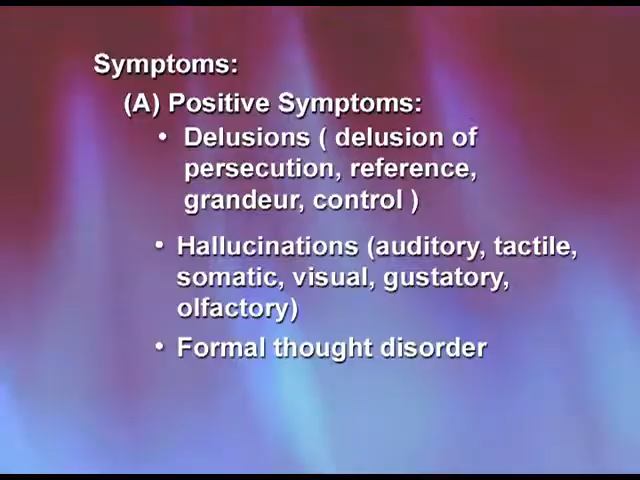 Symptoms:
(A) Positive Symptoms:
• Delusions ( delusion of
persecution, reference,
grandeur, control )
• Hallucinations (auditory, tactile,
somatic, visual, gustatory,
olfactory)
• Formal thought disorder